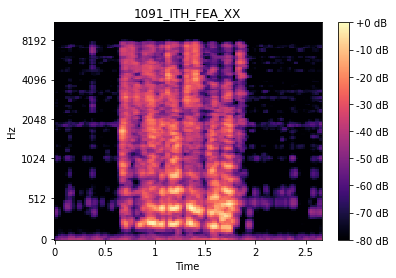 1091_ITH_FEA_XX
8192
4096
2048
1024
512
0
Hz
0
0.5
1
1.5
2
2.5
Time
+0 dB
-10 dB
-20 dB
-30 dB
-40 dB
-50 dB
-60 dB
-70 dB
-80 dB